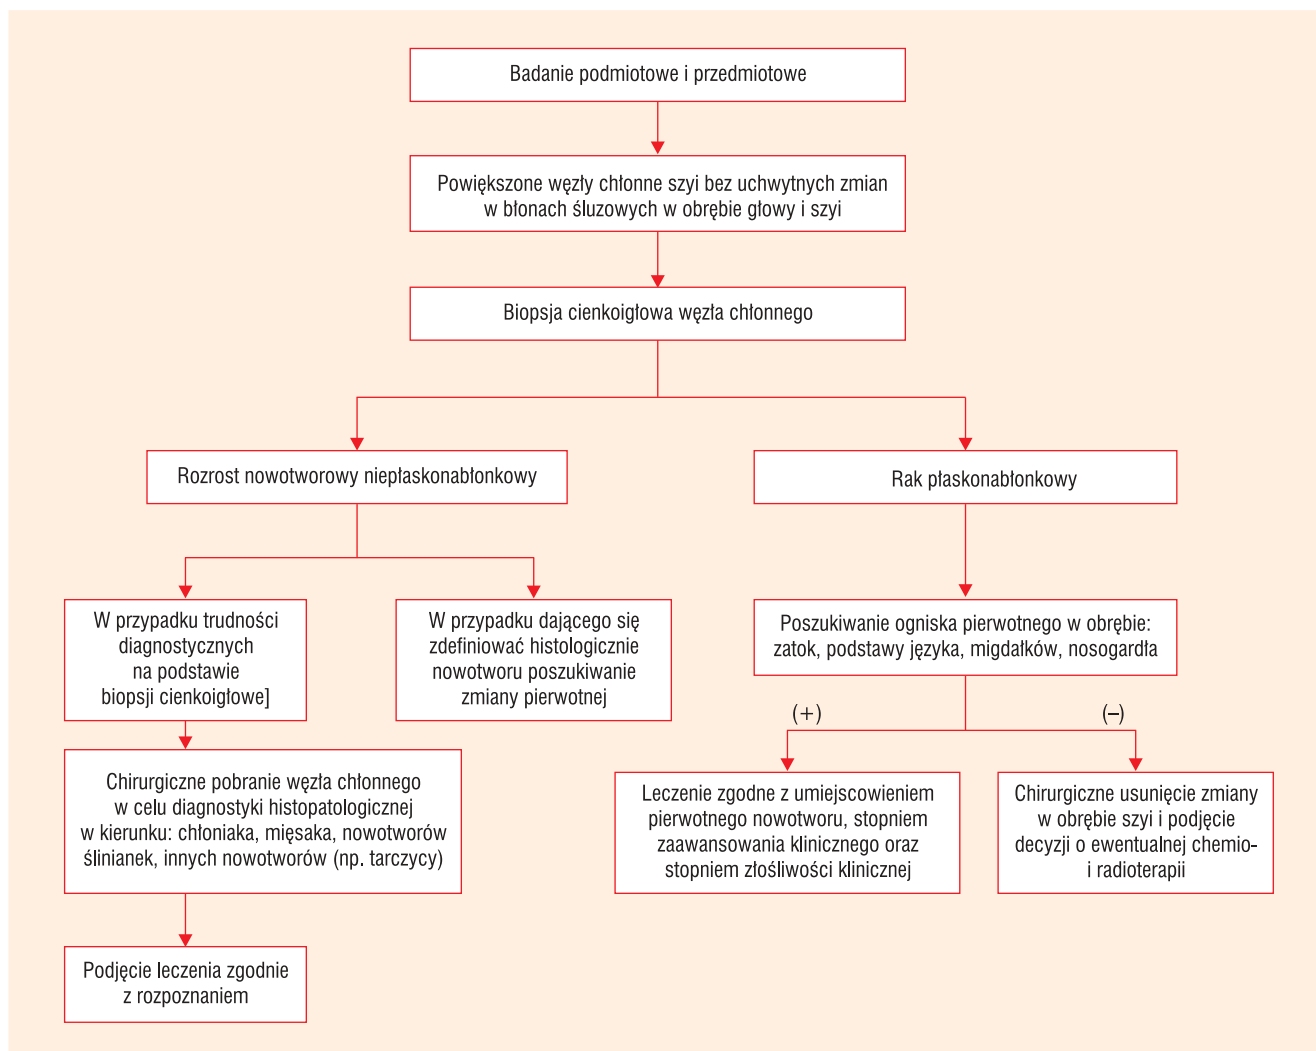 Badanie podmiotowe i przedmiotowe
Powiększone węzły chłonne szyi bez uchwytnych zmian
w błonach śluzowych w obrębie głowy i szyi
Biopsja cienkoigłowa węzła chłonnego
Rozrost nowotworowy niepłaskonabłonkowy
Rak płaskonabłonkowy
W przypadku trudności
diagnostycznych
na podstawie
biopsji cienkoigłowe]
W przypadku dającego się
zdefiniować histologicznie
nowotworu poszukiwanie
zmiany pierwotnej
Poszukiwanie ogniska pierwotnego w obrębie:
zatok, podstawy języka, migdałków, nosogardła
(+)
(–)
Chirurgiczne pobranie węzła chłonnego
w celu diagnostyki histopatologicznej
w kierunku: chłoniaka, mięsaka, nowotworów
ślinianek, innych nowotworów (np. tarczycy)
Leczenie zgodne z umiejscowieniem
pierwotnego nowotworu, stopniem
zaawansowania klinicznego oraz
stopniem złośliwości klinicznej
Chirurgiczne usunięcie zmiany
w obrębie szyi i podjęcie
decyzji o ewentualnej chemio-
i radioterapii
Podjęcie leczenia zgodnie
z rozpoznaniem